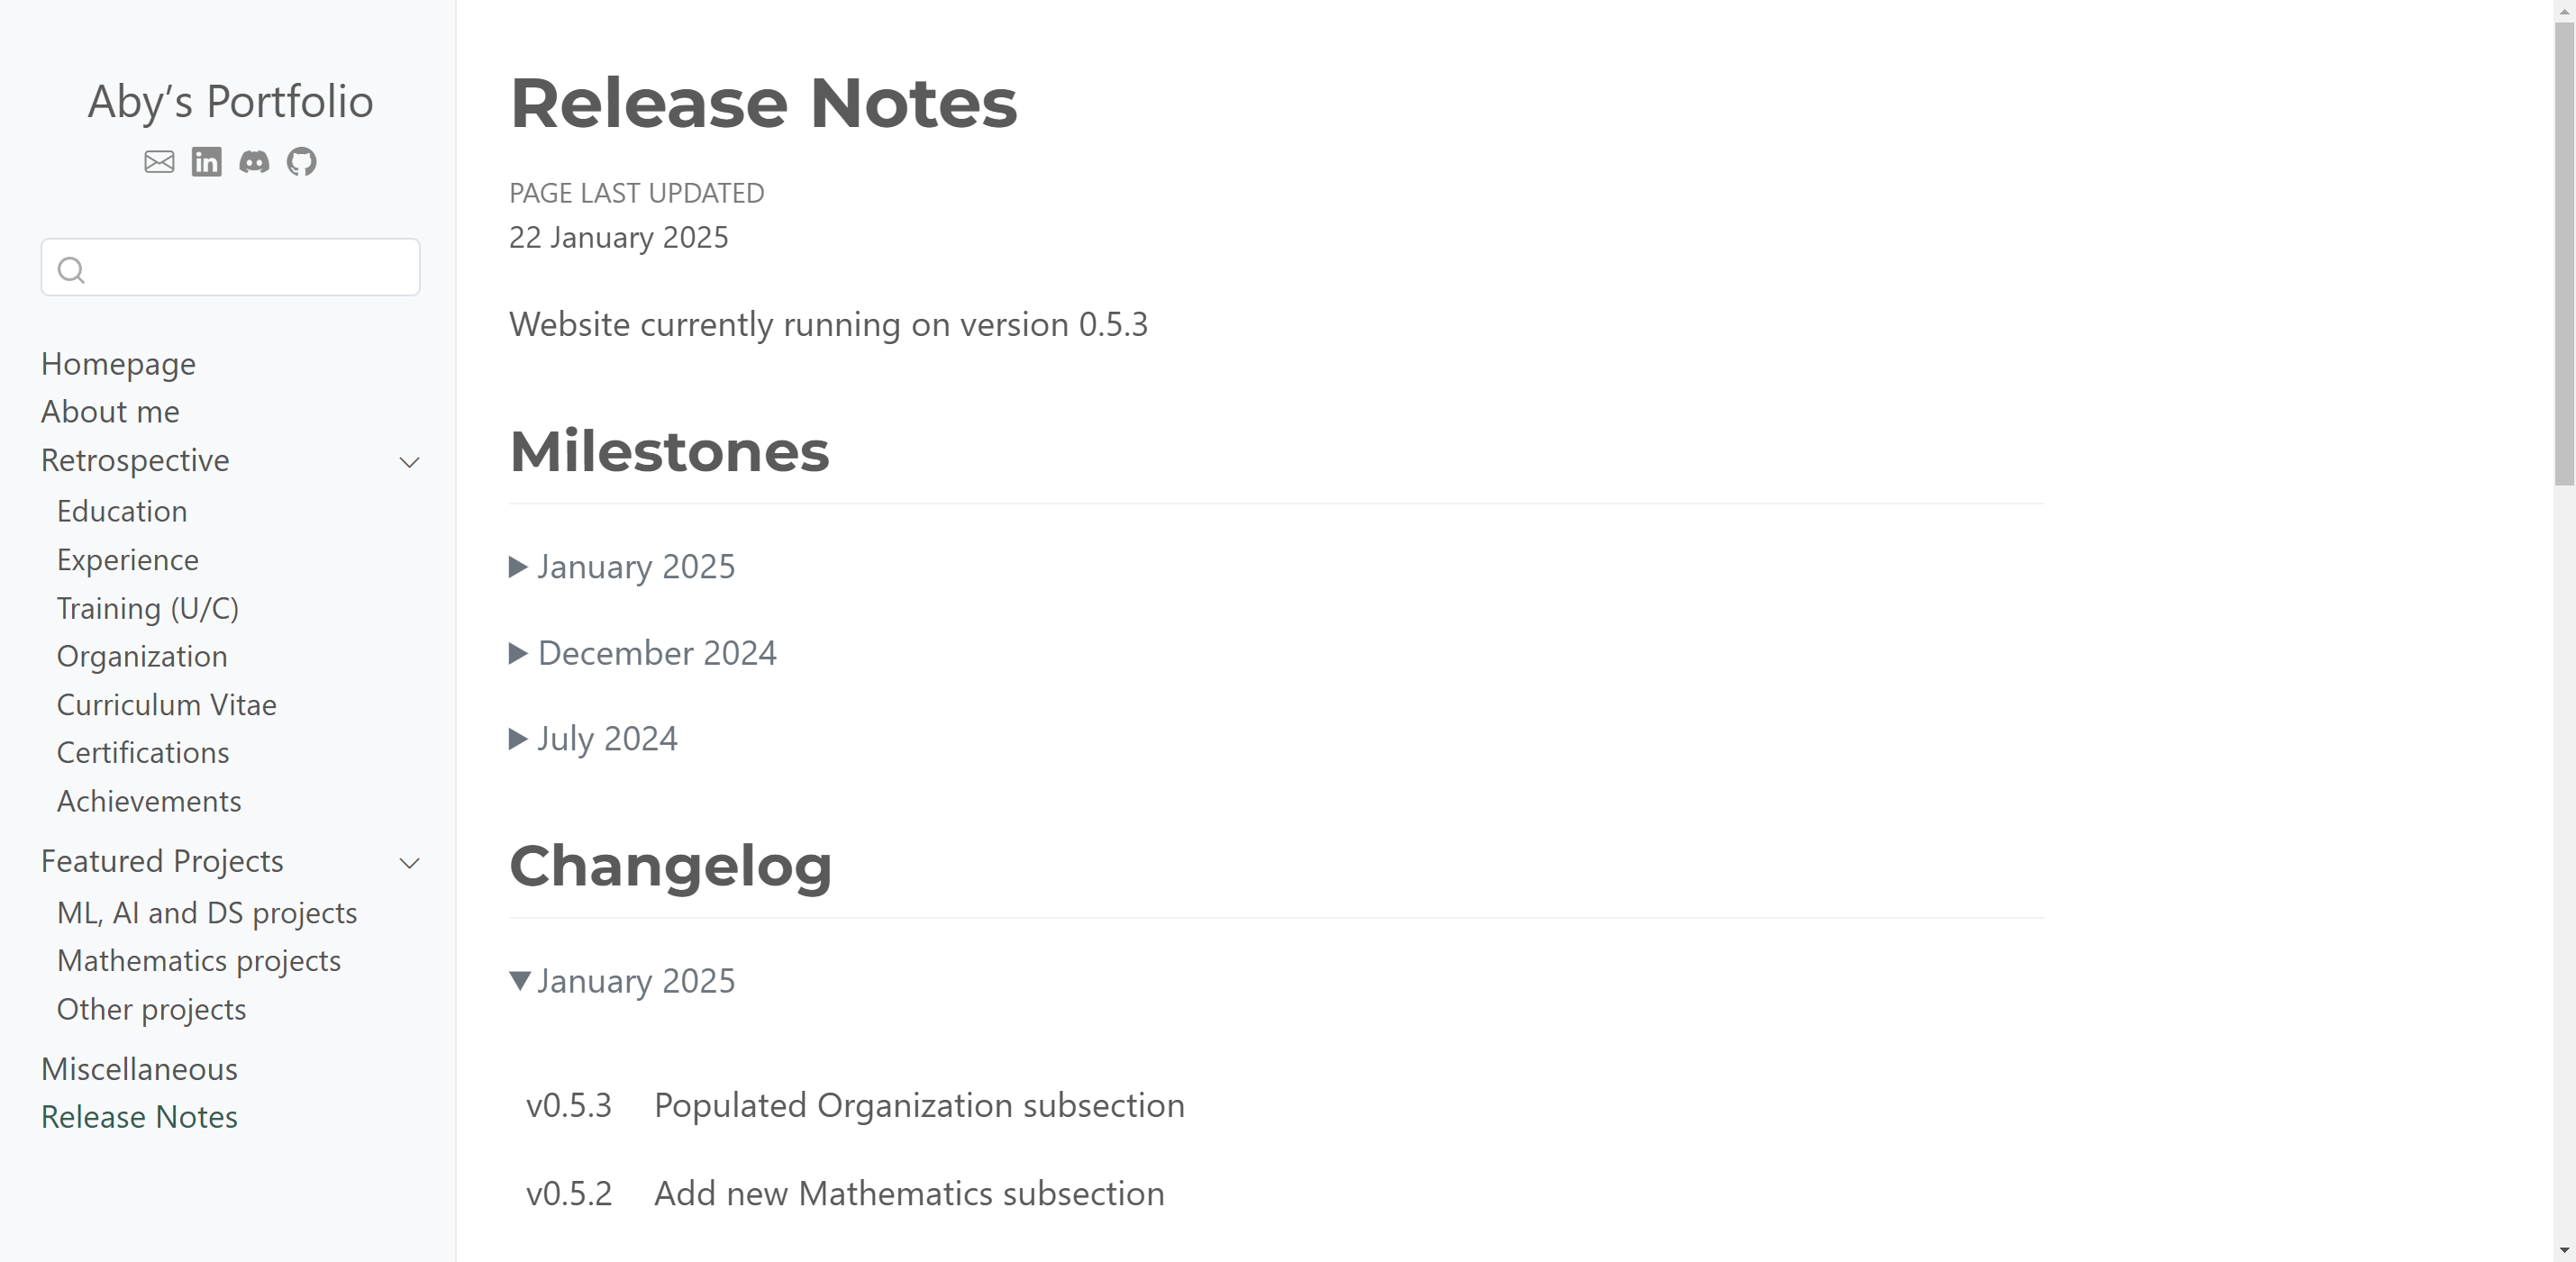 Aby's Portfolio
Homepage
About me
Retrospective
Education
Experience
Training (U/C)
Organization
Curriculum Vitae
Certifications
Achievements
Featured Projects
ML, AI and DS projects
Mathematics projects
Other projects
Miscellaneous
Release Notes
Release Notes
PAGE LAST UPDATED
22 January 2025
Website currently running on version 0.5.3
Milestones
January 2025
December 2024
July 2024
Changelog
January 2025
v0.5.3 Populated Organization subsection
v0.5.2 Add new Mathematics subsection